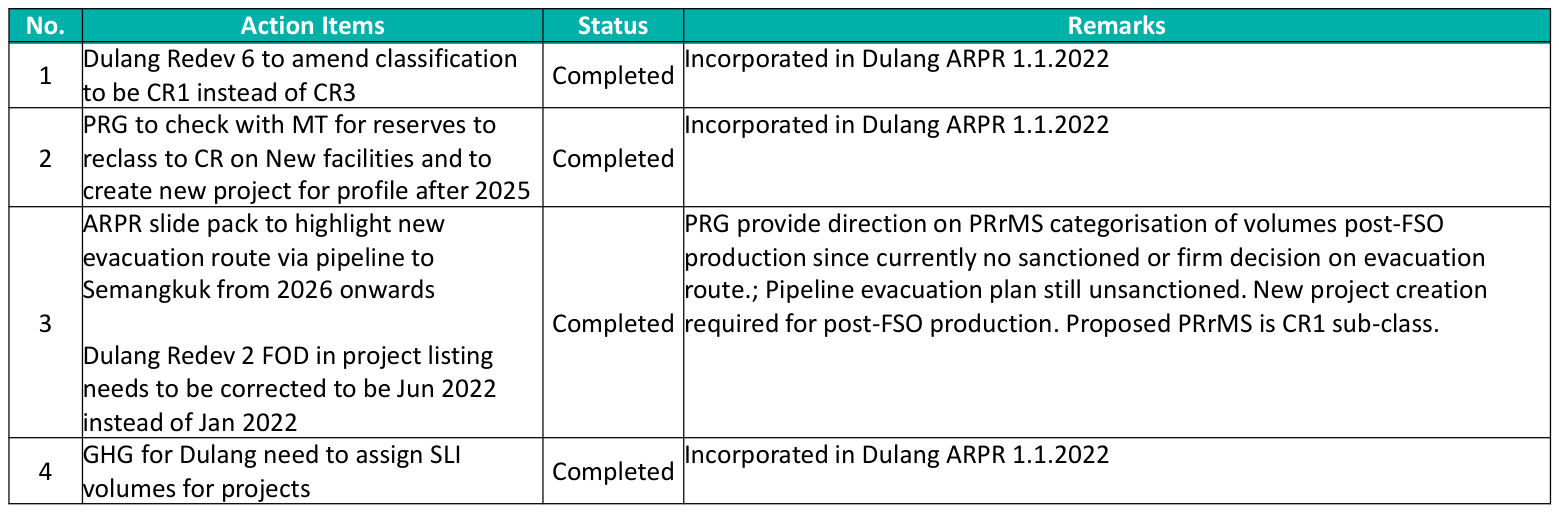 No.
Action Items
Status
Remarks
1
Dulang Redev 6 to amend classification
to be CR1 instead of CR3
Completed
Incorporated in Dulang ARPR 1.1.2022
2
PRG to check with MT for reserves to
reclass to CR on New facilities and to
create new project for profile after 2025
Completed
Incorporated in Dulang ARPR 1.1.2022
3
ARPR slide pack to highlight new
evacuation route via pipeline to
Semangkuk from 2026 onwards
Dulang Redev 2 FOD in project listing
needs to be corrected to be Jun 2022
instead of Jan 2022
Completed
PRG provide direction on PRrMS categorisation of volumes post-FSO
production since currently no sanctioned or firm decision on evacuation
route.; Pipeline evacuation plan still unsanctioned. New project creation
required for post-FSO production. Proposed PRrMS is CR1 sub-class.
4
GHG for Dulang need to assign SLI
volumes for projects
Completed
Incorporated in Dulang ARPR 1.1.2022